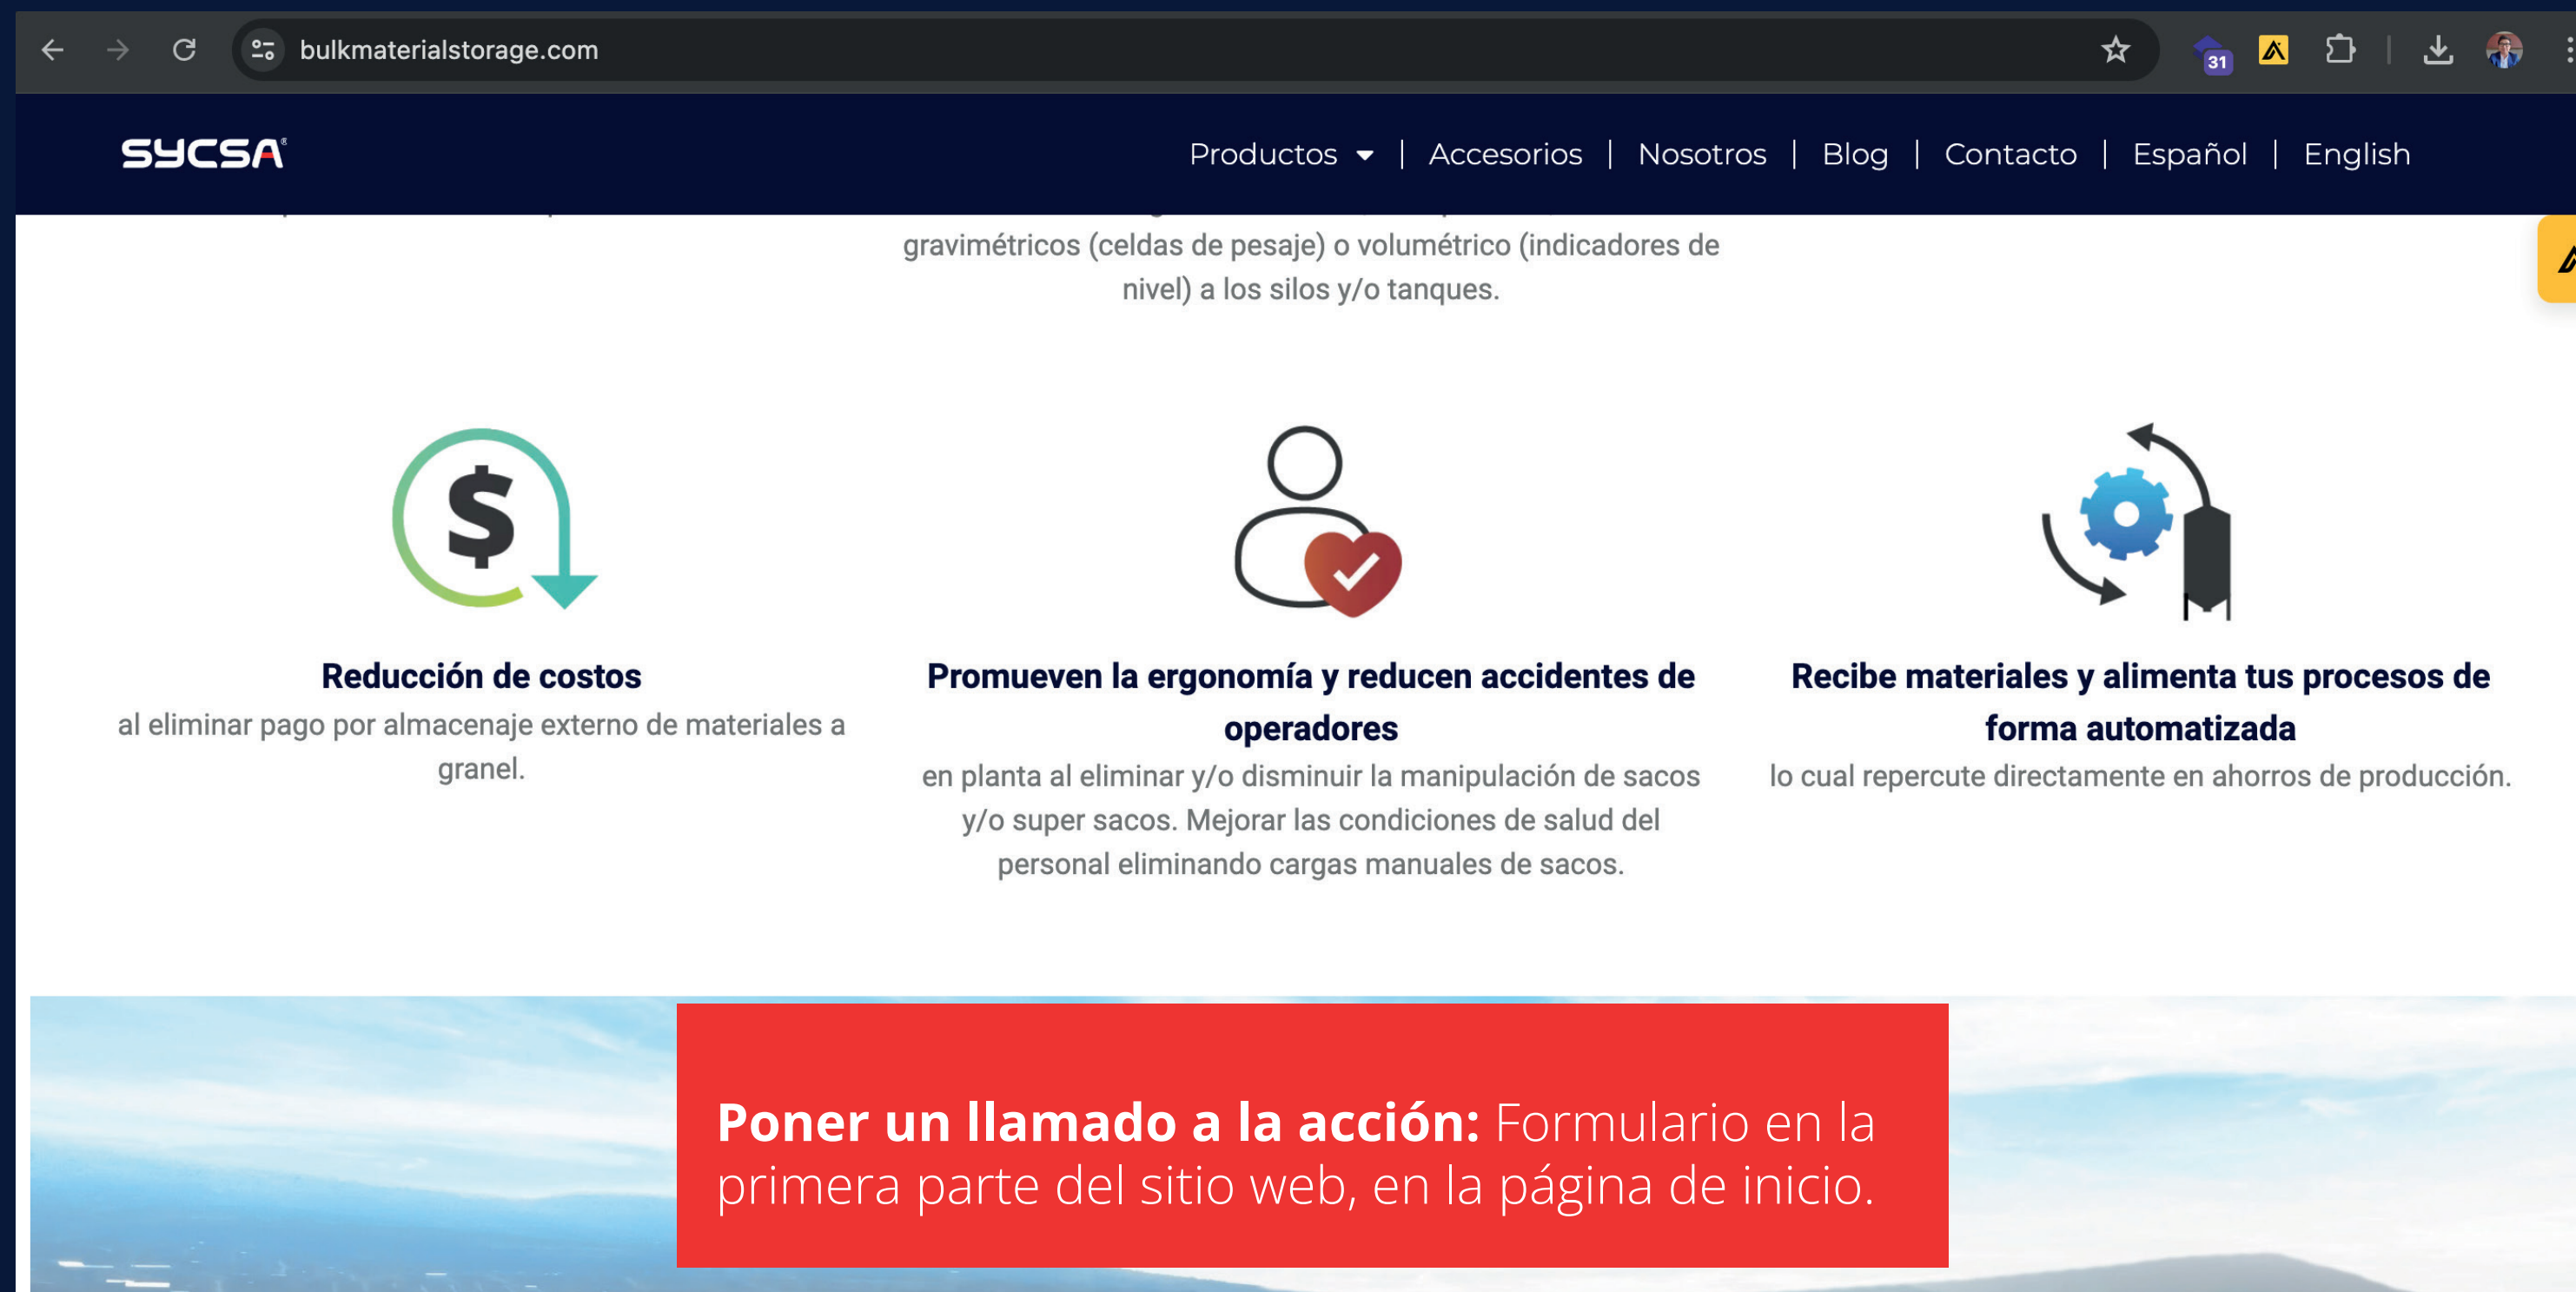 bulkmaterialstorage.com
31
SYCSA®
Productos | Accesorios | Nosotros | Blog | Contacto | Español | English
gravimétricos (celdas de pesaje) o volumétrico (indicadores de
nivel) a los silos y/o tanques.
$
Reducción de costos
al eliminar pago por almacenaje externo de materiales a
granel.
Promueven la ergonomía y reducen accidentes de
operadores
en planta al eliminar y/o disminuir la manipulación de sacos
y/o super sacos. Mejorar las condiciones de salud del
personal eliminando cargas manuales de sacos.
Recibe materiales y alimenta tus procesos de
forma automatizada
lo cual repercute directamente en ahorros de producción.
Poner un llamado a la acción: Formulario en la
primera parte del sitio web, en la página de inicio.